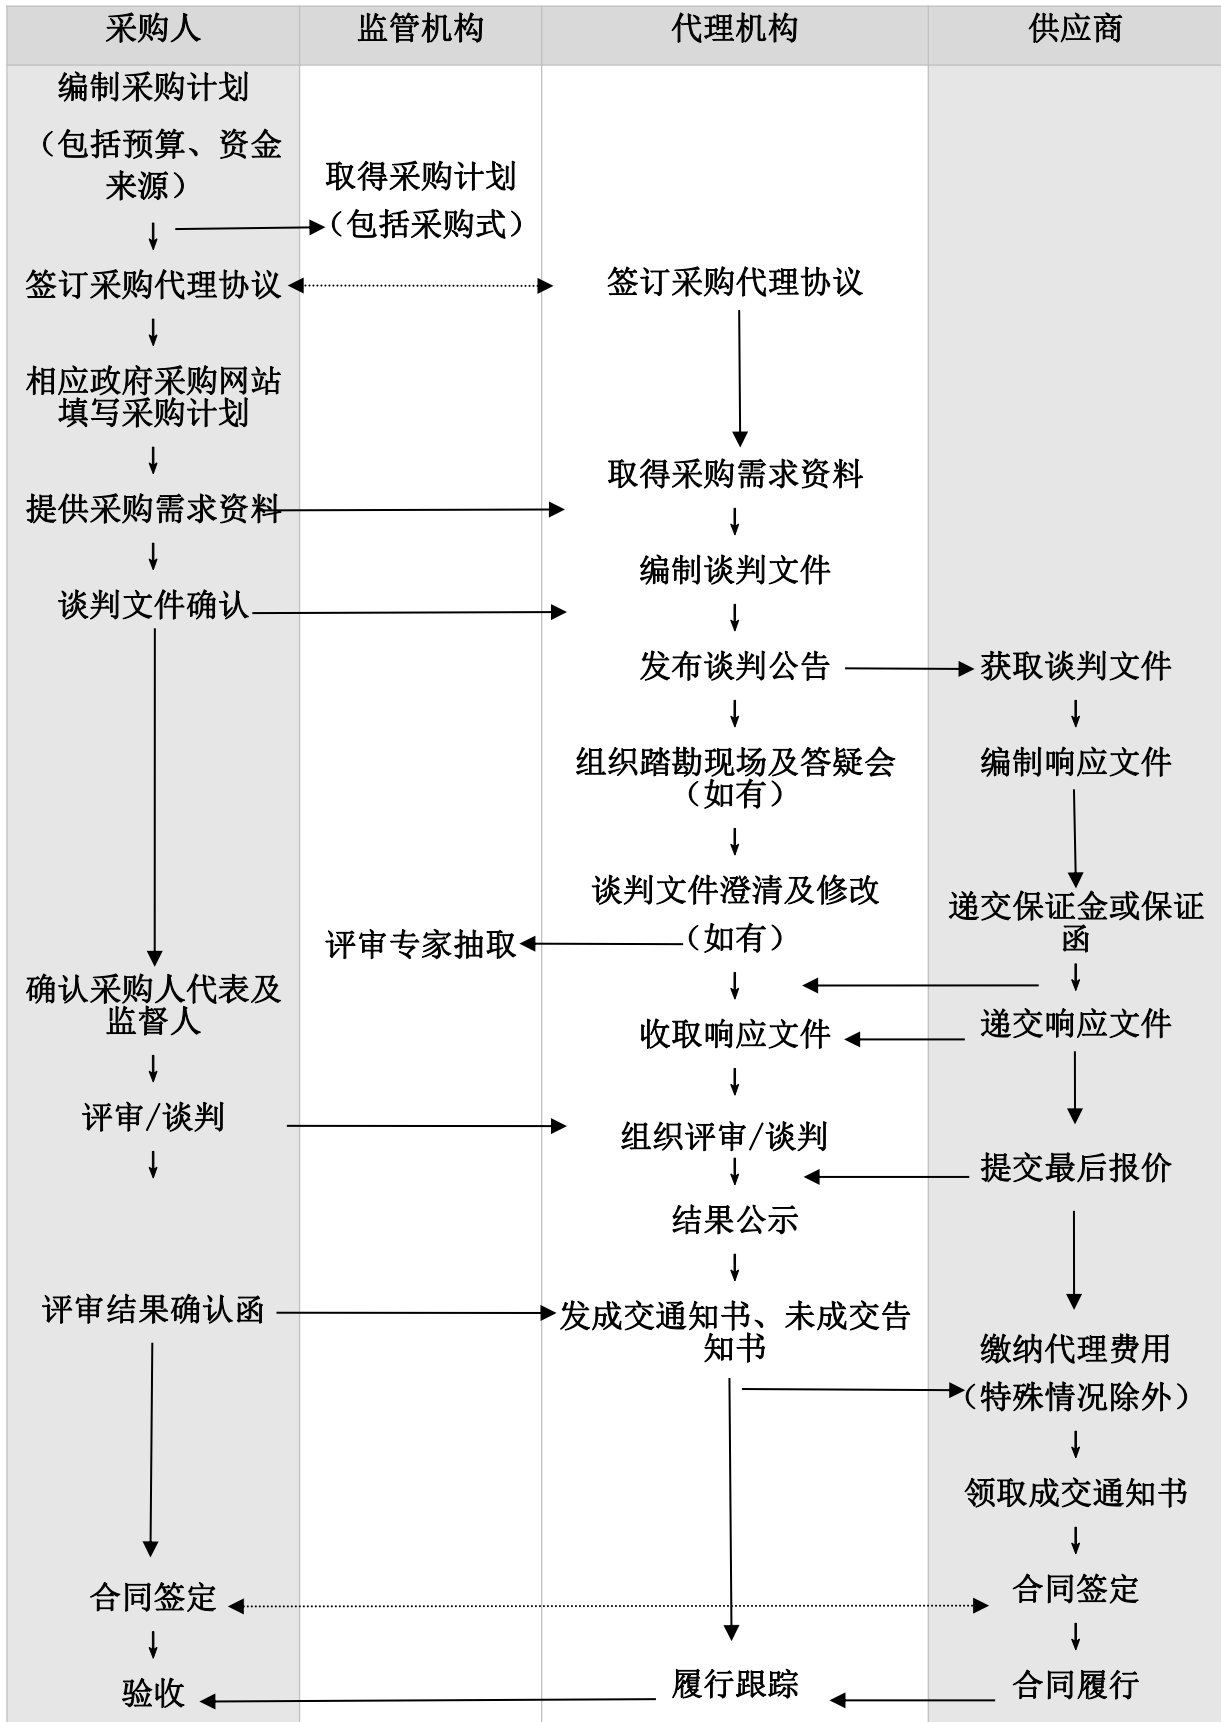 采购人
监管机构
代理机构
供应商
编制采购计划
（包括预算、资金
来源）
取得采购计划
（包括采购式）
签订采购代理协议
签订采购代理协议
相应政府采购网站
填写采购计划
取得采购需求资料
提供采购需求资料
编制谈判文件
谈判文件确认
发布谈判公告
获取谈判文件
组织踏勘现场及答疑会
（如有）
编制响应文件
谈判文件澄清及修改
（如有）
递交保证金或保证
函
评审专家抽取
确认采购人代表及
监督人
收取响应文件
递交响应文件
评审/谈判
组织评审/谈判
提交最后报价
结果公示
评审结果确认函
发成交通知书、未成交告
知书
缴纳代理费用
（特殊情况除外）
领取成交通知书
合同签定
合同签定
验收
履行跟踪
合同履行